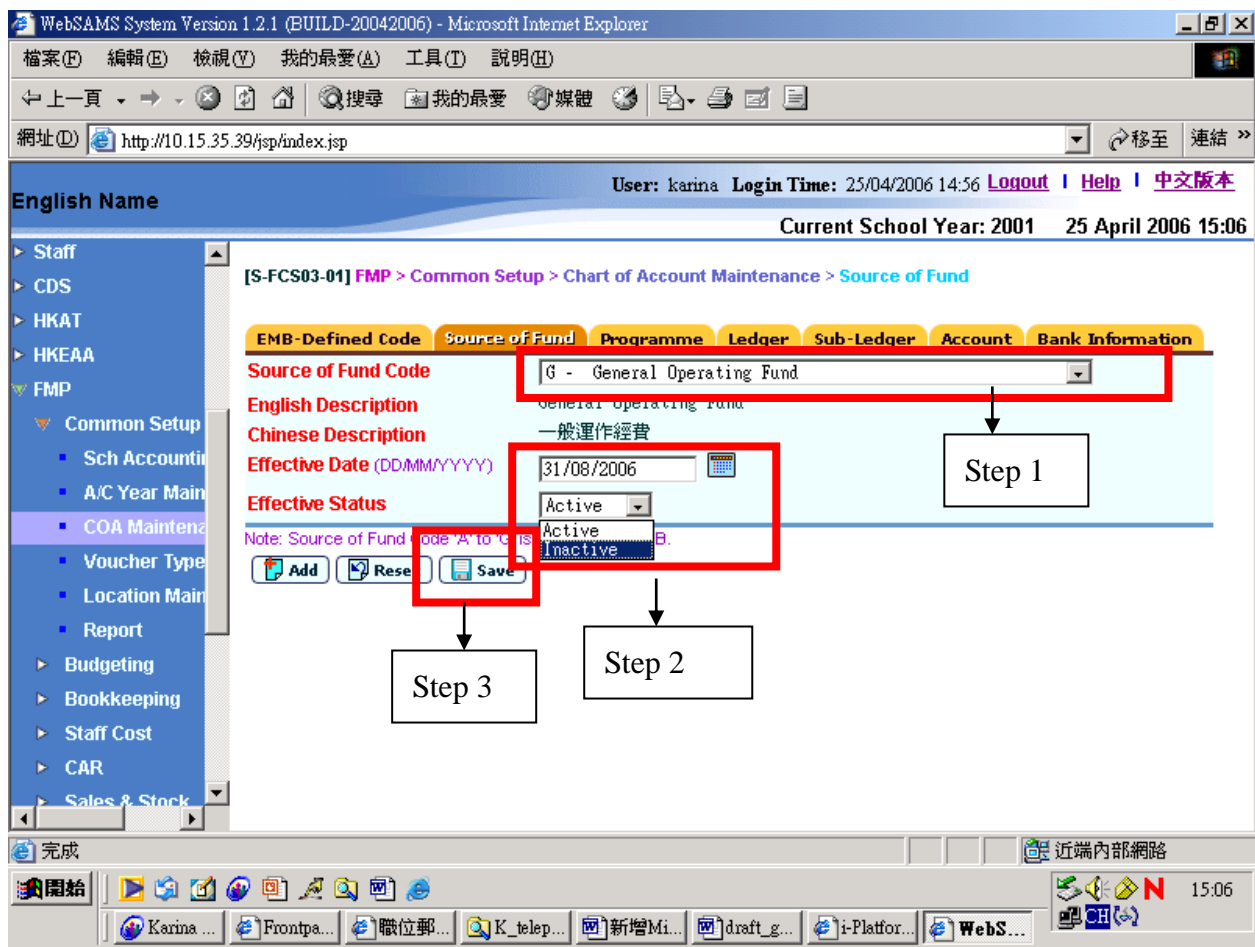 WebSAMS System Version 1.2.1 (BUILD-20042006) - Microsoft Internet Explorer
檔案(F) 編輯(E) 檢視(V) 我的最愛(A) 工具(T) 說明(H)
上一頁 搜尋 我的最愛 媒體
網址(D) http://10.15.35.39/jsp/index.jsp 移至 連結 »
User: karina Login Time: 25/04/2006 14:56 Logout | Help | 中文版本
English Name
Current School Year: 2001 25 April 2006 15:06
Staff
CDS
HKAT
HKEAA
FMP
Common Setup
Sch Accountin
A/C Year Main
COA Maintena
Voucher Type
Location Main
Report
Budgeting
Bookkeeping
Staff Cost
CAR
Sales & Stock
[S-FCS03-01] FMP > Common Setup > Chart of Account Maintenance > Source of Fund
EMB-Defined Code Source of Fund Programme Ledger Sub-Ledger Account Bank Information
Source of Fund Code G - General Operating Fund
English Description General Operating Fund
Chinese Description 一般運作經費
Effective Date (DD/MM/YYYY) 31/08/2006
Effective Status Active
Active
Inactive
Note: Source of Fund Code 'A' to 'G' is B.
Add Rese Save
Step 1
Step 2
Step 3
完成 近端內部網路
開始 N 15:06
Karina ... Frontpa... 職位郵... K_telep... 新增Mi... draft_g... i-Platfor... WebS... CH